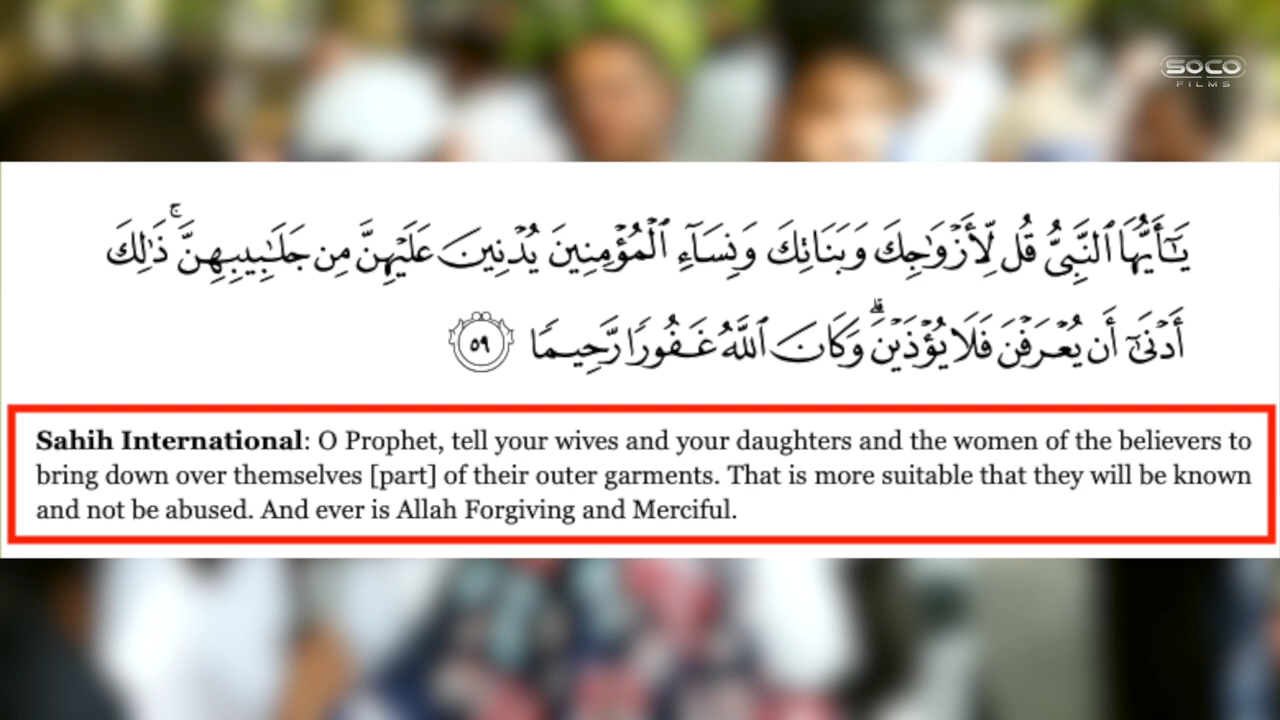 SOCO
FILMS
يَـٰٓأَيُّهَا ٱلنَّبِىُّ قُل لِّأَزْوَٰجِكَ وَبَنَاتِكَ وَنِسَآءِ ٱلْمُؤْمِنِينَ يُدْنِينَ عَلَيْهِنَّ مِن جَلَـٰبِيبِهِنَّ ۚ ذَٰلِكَ
أَدْنَىٰٓ أَن يُعْرَفْنَ فَلَا يُؤْذَيْنَ ۗ وَكَانَ ٱللَّهُ غَفُورًا رَّحِيمًا ٥٩
Sahih International: O Prophet, tell your wives and your daughters and the women of the believers to
bring down over themselves [part] of their outer garments. That is more suitable that they will be known
and not be abused. And ever is Allah Forgiving and Merciful.